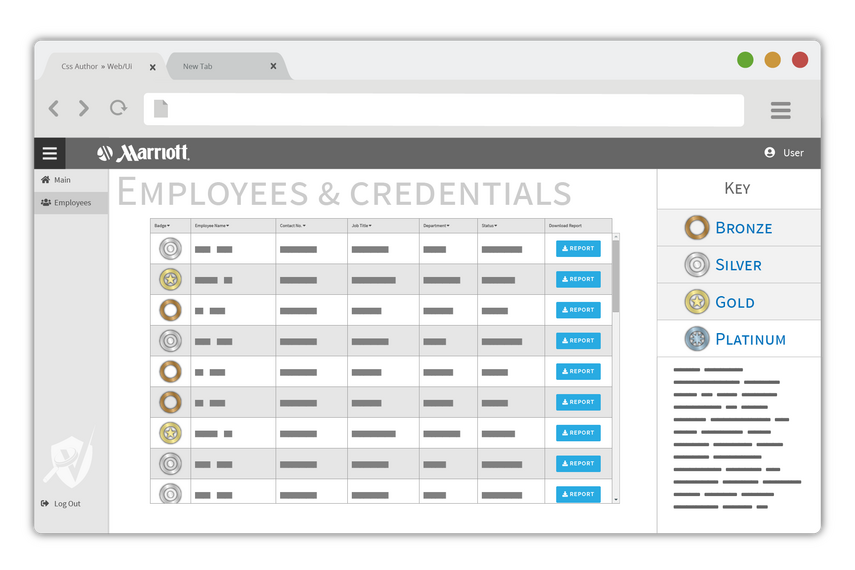 Css Author » Web/Ui
New Tab
Marriott
User
Main
Employees
Log Out
EMPLOYEES & CREDENTIALS
Badge Employee Name Contact No. Job Title Department Status Download Report
REPORT
REPORT
REPORT
REPORT
REPORT
REPORT
REPORT
REPORT
REPORT
KEY
BRONZE
SILVER
GOLD
PLATINUM